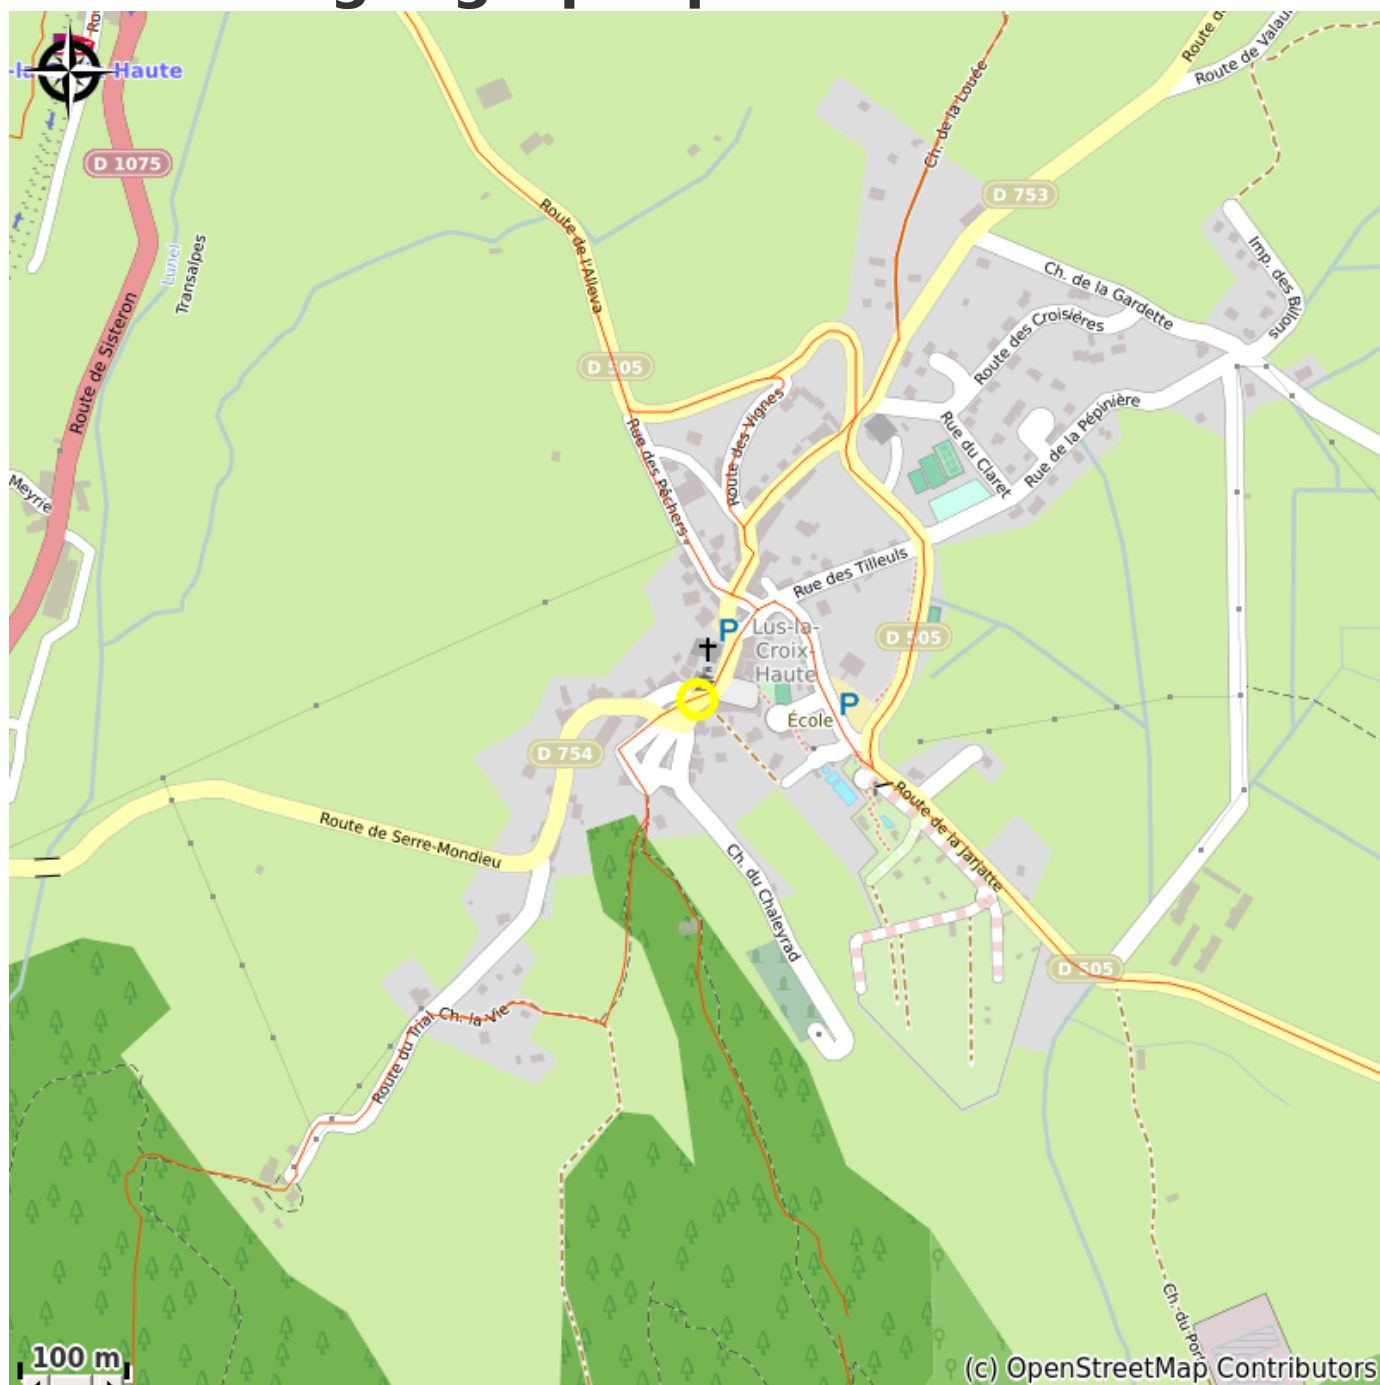 Haute
D 1075
Route de Sisteron
Lunel
Transalpes
Route de l'Alleva
Ch. de la Louée
Route de Valau
D 753
Imp. des Billons
Ch. de la Gardette
Route des Croisières
D 505
Route des Vignes
Rue des Pêchers
Rue du Claret
Rue de la Pépinière
Meyrie
Rue des Tilleuls
P
Lus-la-
Croix-
Haute
D 505
P
École
D 754
Route de Serre-Mondieu
Route de la Jarjatte
Ch. du Chaleyrad
D 505
Ch. la Vie
Route du Trial
Ch. du Por
100 m
(c) OpenStreetMap Contributors